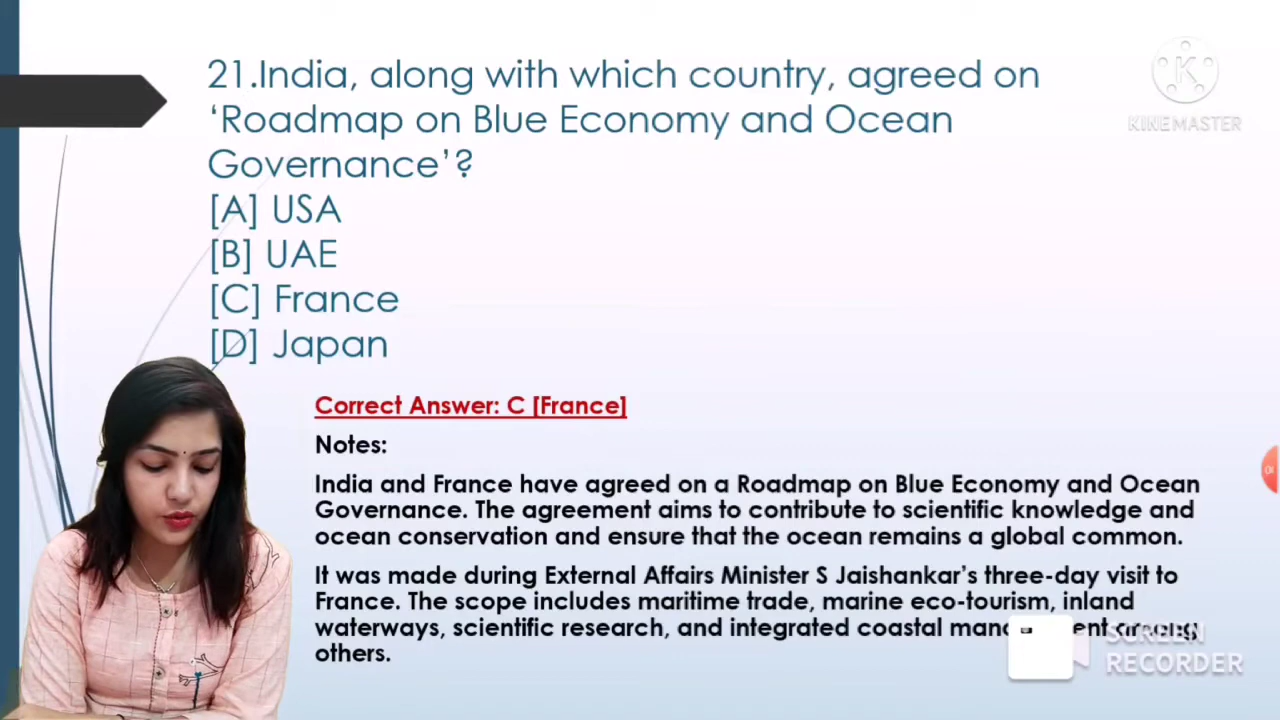 21.India, along with which country, agreed on
‘Roadmap on Blue Economy and Ocean
Governance’?
[A] USA
[B] UAE
[C] France
[D] Japan
K
KINEMASTER
Correct Answer: C [France]
Notes:
India and France have agreed on a Roadmap on Blue Economy and Ocean
Governance. The agreement aims to contribute to scientific knowledge and
ocean conservation and ensure that the ocean remains a global common.
It was made during External Affairs Minister S Jaishankar’s three-day visit to
France. The scope includes maritime trade, marine eco-tourism, inland
waterways, scientific research, and integrated coastal
others.
SCREEN
RECORDER